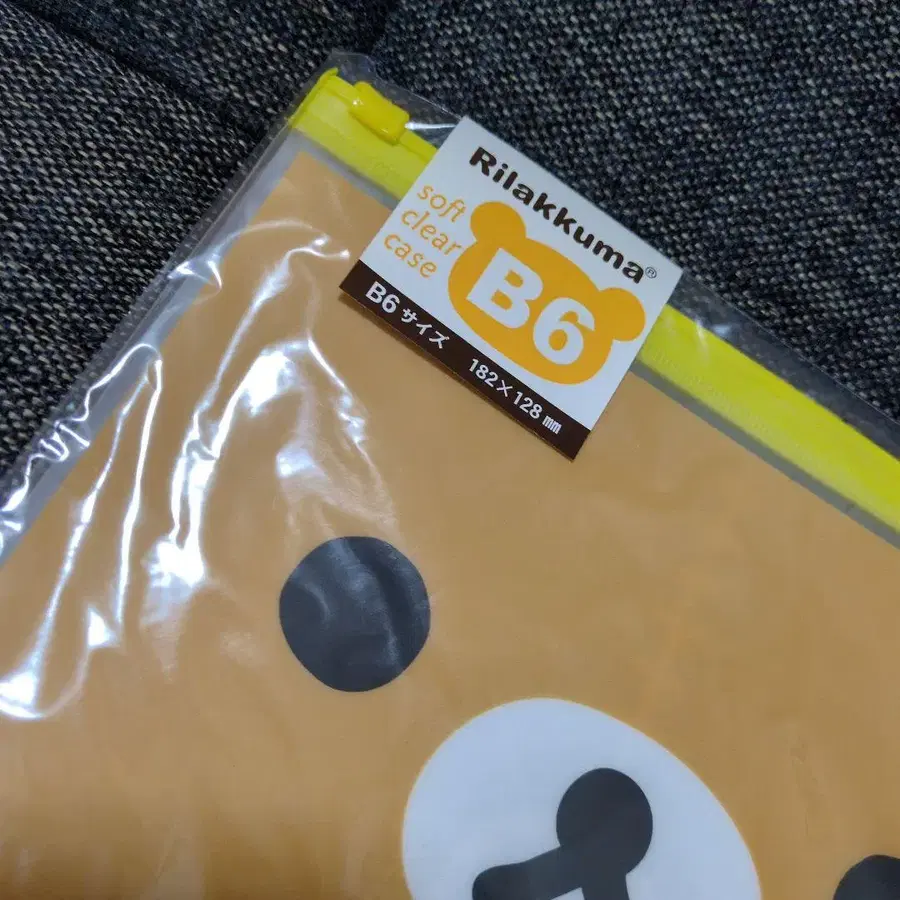 Rilakkuma®
soft
clear
case
B6
B6サイズ 182×128㎜